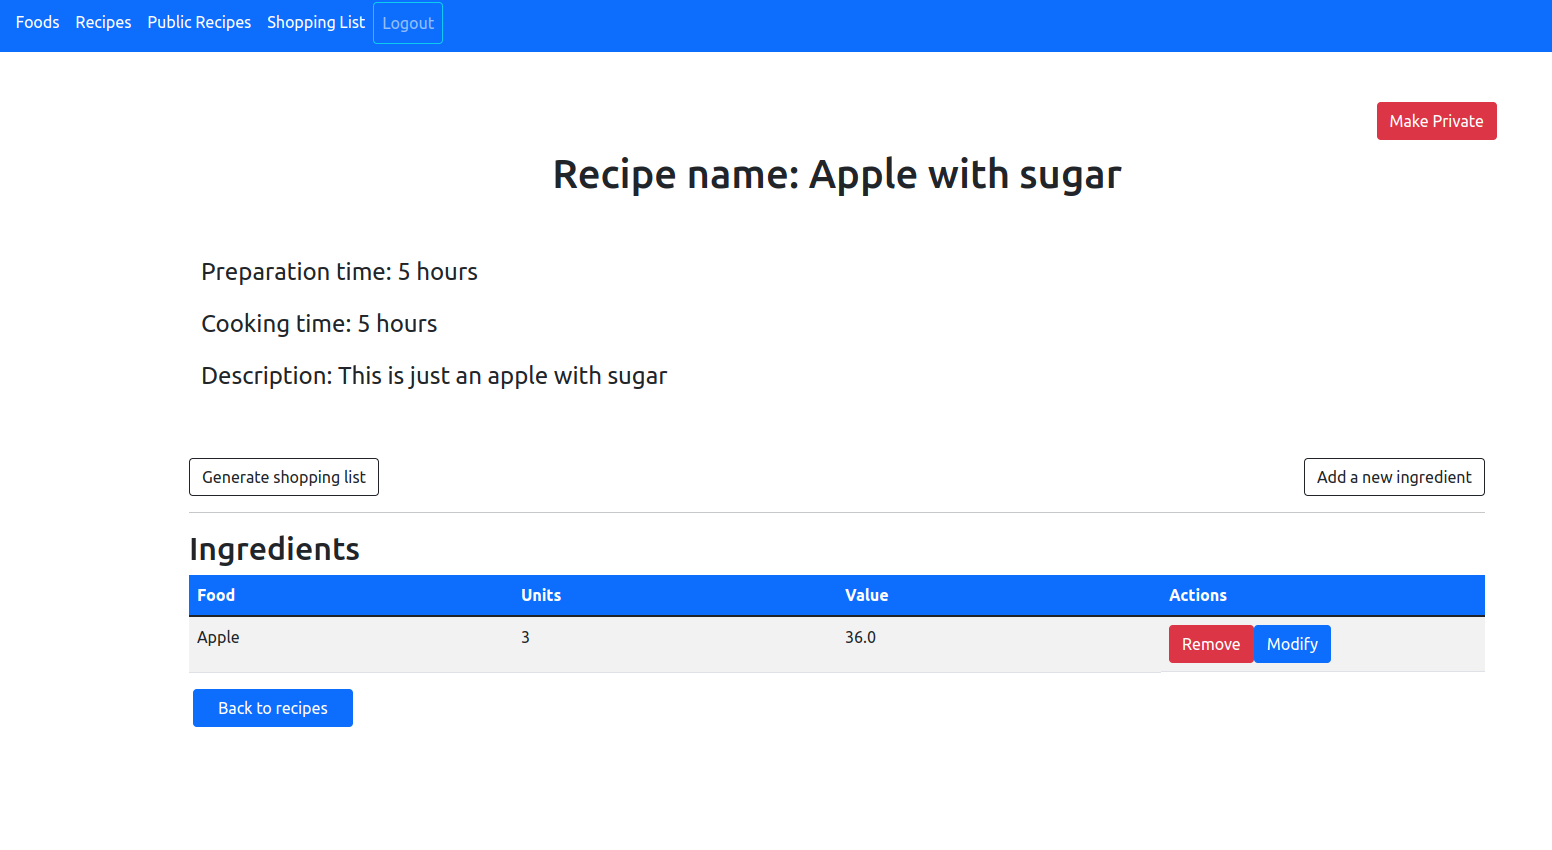 Foods Recipes Public Recipes Shopping List Logout
Make Private
Recipe name: Apple with sugar
Preparation time: 5 hours
Cooking time: 5 hours
Description: This is just an apple with sugar
Generate shopping list Add a new ingredient
Ingredients
Food Units Value Actions
Apple 3 36.0 Remove Modify
Back to recipes